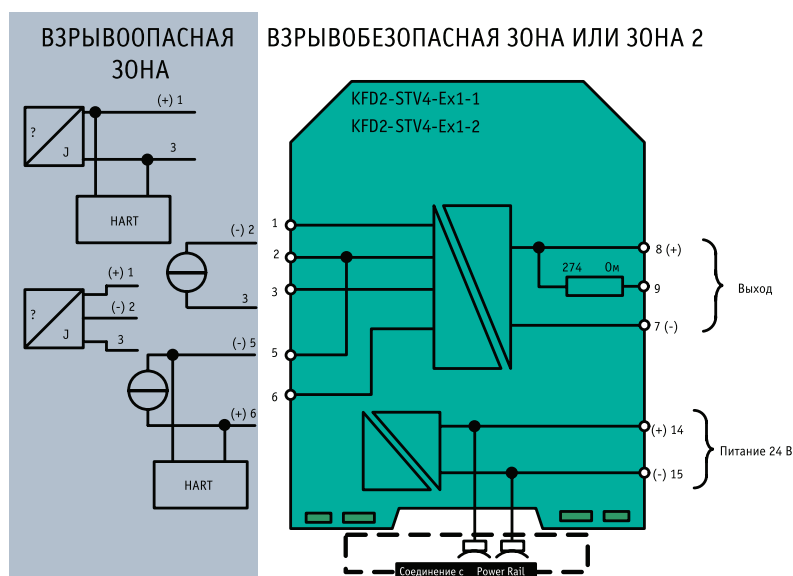 ВЗРЫВООПАСНАЯ
ЗОНА
ВЗРЫВОБЕЗОПАСНАЯ ЗОНА ИЛИ ЗОНА 2
KFD2-STV4-Ex1-1
KFD2-STV4-Ex1-2
(+) 1
?
J
3
HART
(-) 2
3
(+) 1
?
(-) 2
J
3
(-) 5
(+) 6
HART
1
2
3
5
6
8 (+)
274 Ом
9
7 (-)
Выход
(+) 14
(-) 15
Питание 24 В
Соединение с Power Rail